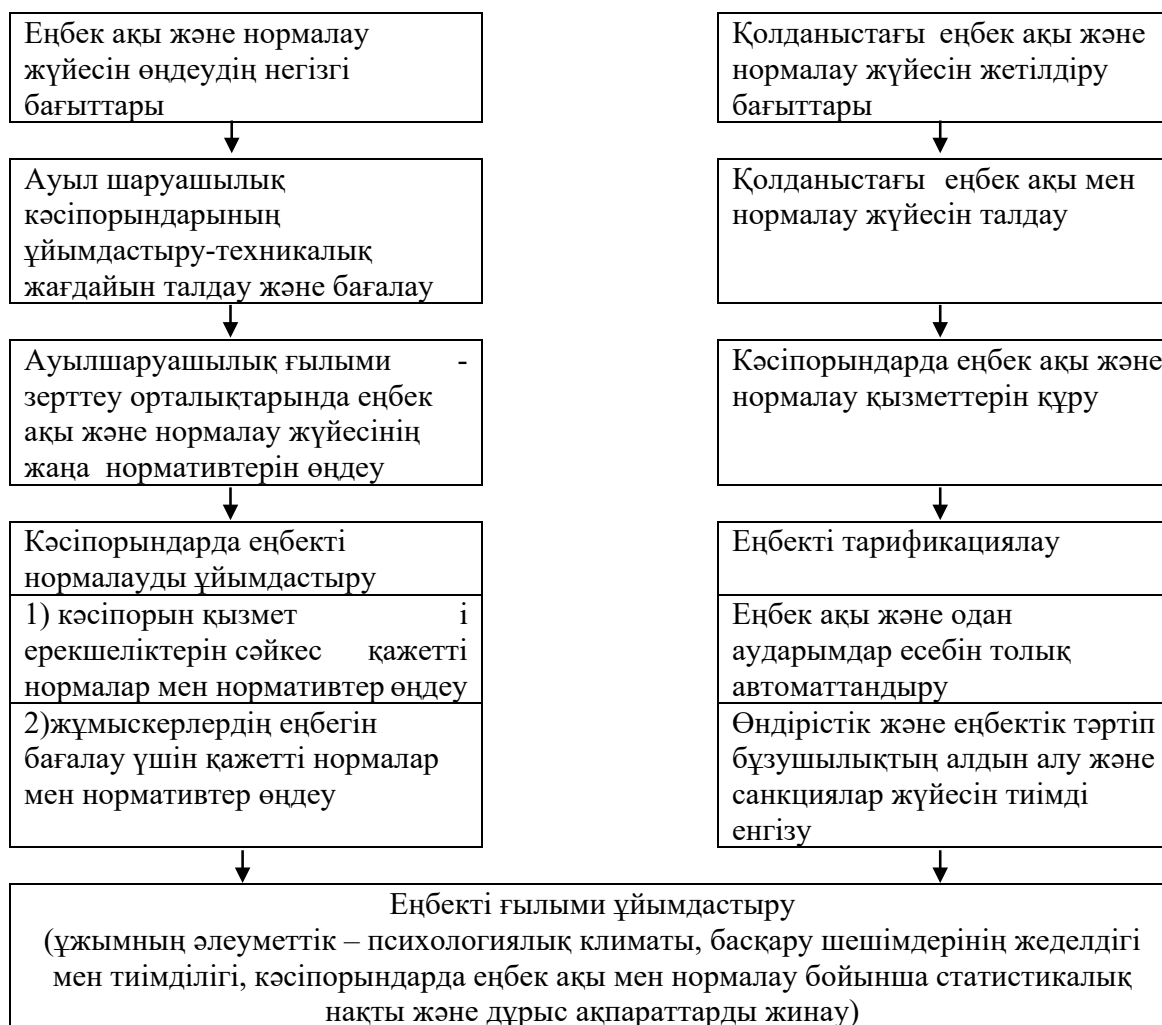 Еңбек ақы және нормалау
жүйесін өңдеудің негізгі
бағыттары
Ауыл шаруашылық
кәсіпорындарының
ұйымдастыру-техникалық
жағдайын талдау және бағалау
Ауылшаруашылық ғылыми -
зерттеу орталықтарында еңбек
ақы және нормалау жүйесінің
жаңа нормативтерін өңдеу
Кәсіпорындарда еңбекті
нормалауды ұйымдастыру
1) кәсіпорын қызмет і
ерекшеліктерін сәйкес қажетті
нормалар мен нормативтер өңдеу
2)жұмыскерлердің еңбегін
бағалау үшін қажетті нормалар
мен нормативтер өңдеу
Қолданыстағы еңбек ақы және
нормалау жүйесін жетілдіру
бағыттары
Қолданыстағы еңбек ақы мен
нормалау жүйесін талдау
Кәсіпорындарда еңбек ақы және
нормалау қызметтерін құру
Еңбекті тарификациялау
Еңбек ақы және одан
аударымдар есебін толық
автоматтандыру
Өндірістік және еңбектік тәртіп
бұзушылықтың алдын алу және
санкциялар жүйесін тиімді
енгізу
Еңбекті ғылыми ұйымдастыру
(ұжымның әлеуметтік – психологиялық климаты, басқару шешімдерінің жеделдігі
мен тиімділігі, кәсіпорындарда еңбек ақы мен нормалау бойынша статистикалық
нақты және дұрыс ақпараттарды жинау)